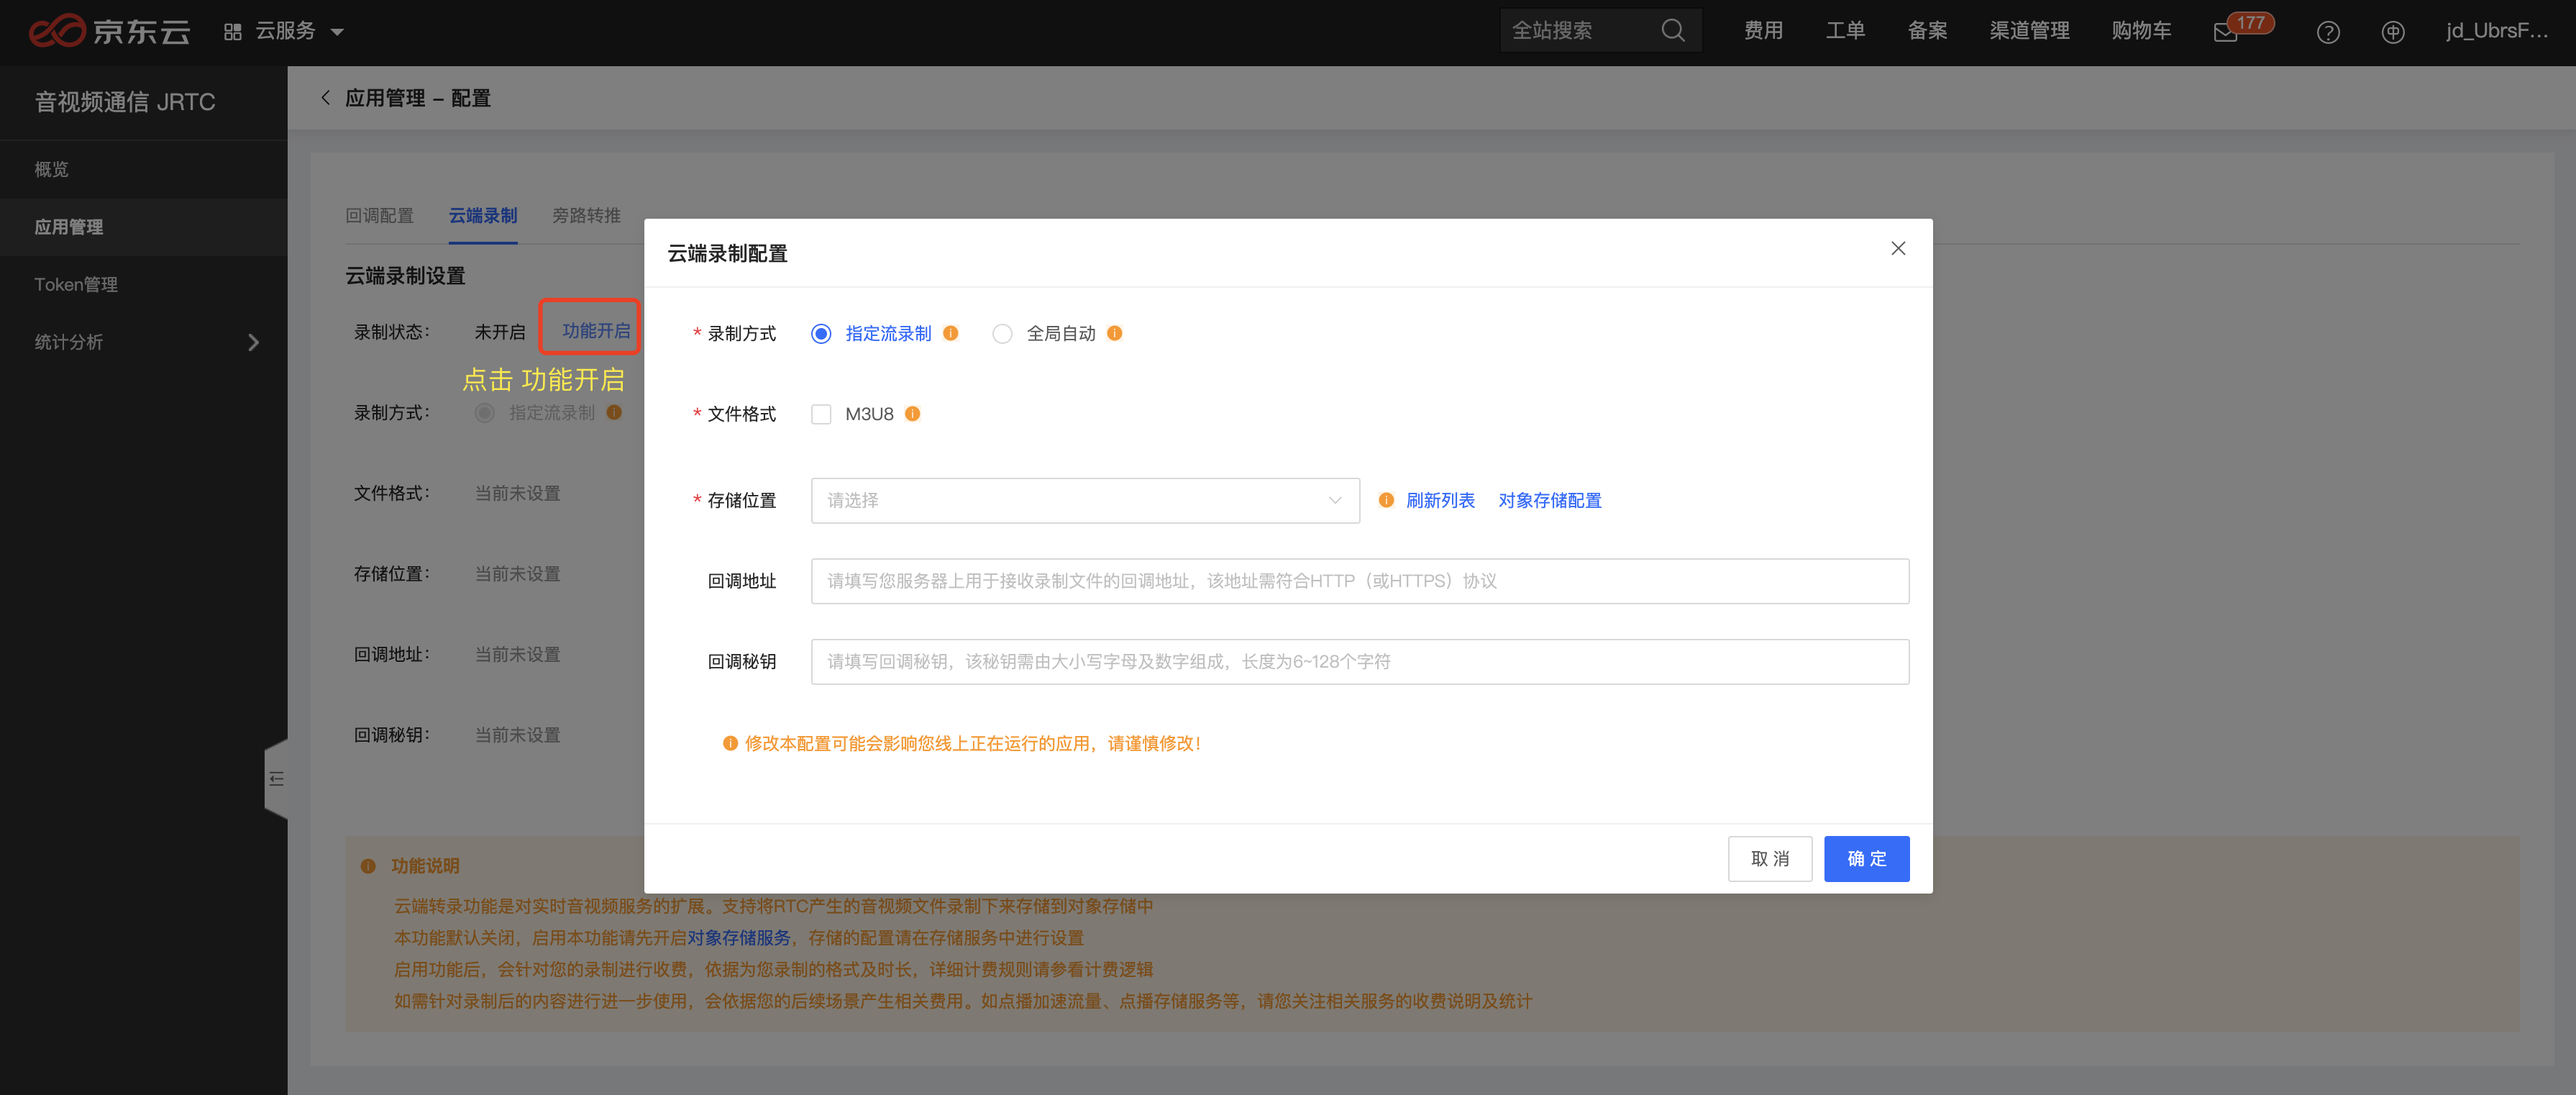 京东云
云服务
全站搜索
费用
工单
备案
渠道管理
购物车
177
jd_UbrsF...
音视频通信 JRTC
概览
应用管理
Token管理
统计分析
应用管理 – 配置
回调配置
云端录制
旁路转推
云端录制设置
录制状态：
未开启
功能开启
点击 功能开启
录制方式：
指定流录制
文件格式：
当前未设置
存储位置：
当前未设置
回调地址：
当前未设置
回调秘钥：
当前未设置
云端录制配置
* 录制方式
指定流录制
全局自动
* 文件格式
M3U8
* 存储位置
请选择
刷新列表
对象存储配置
回调地址
请填写您服务器上用于接收录制文件的回调地址，该地址需符合HTTP（或HTTPS）协议
回调秘钥
请填写回调秘钥，该秘钥需由大小写字母及数字组成，长度为6~128个字符
修改本配置可能会影响您线上正在运行的应用，请谨慎修改！
取 消
确 定
功能说明
云端转录功能是对实时音视频服务的扩展。支持将RTC产生的音视频文件录制下来存储到对象存储中
本功能默认关闭，启用本功能请先开启对象存储服务，存储的配置请在存储服务中进行设置
启用功能后，会针对您的录制进行收费，依据为您录制的格式及时长，详细计费规则请参看计费逻辑
如需针对录制后的内容进行进一步使用，会依据您的后续场景产生相关费用。如点播加速流量、点播存储服务等，请您关注相关服务的收费说明及统计